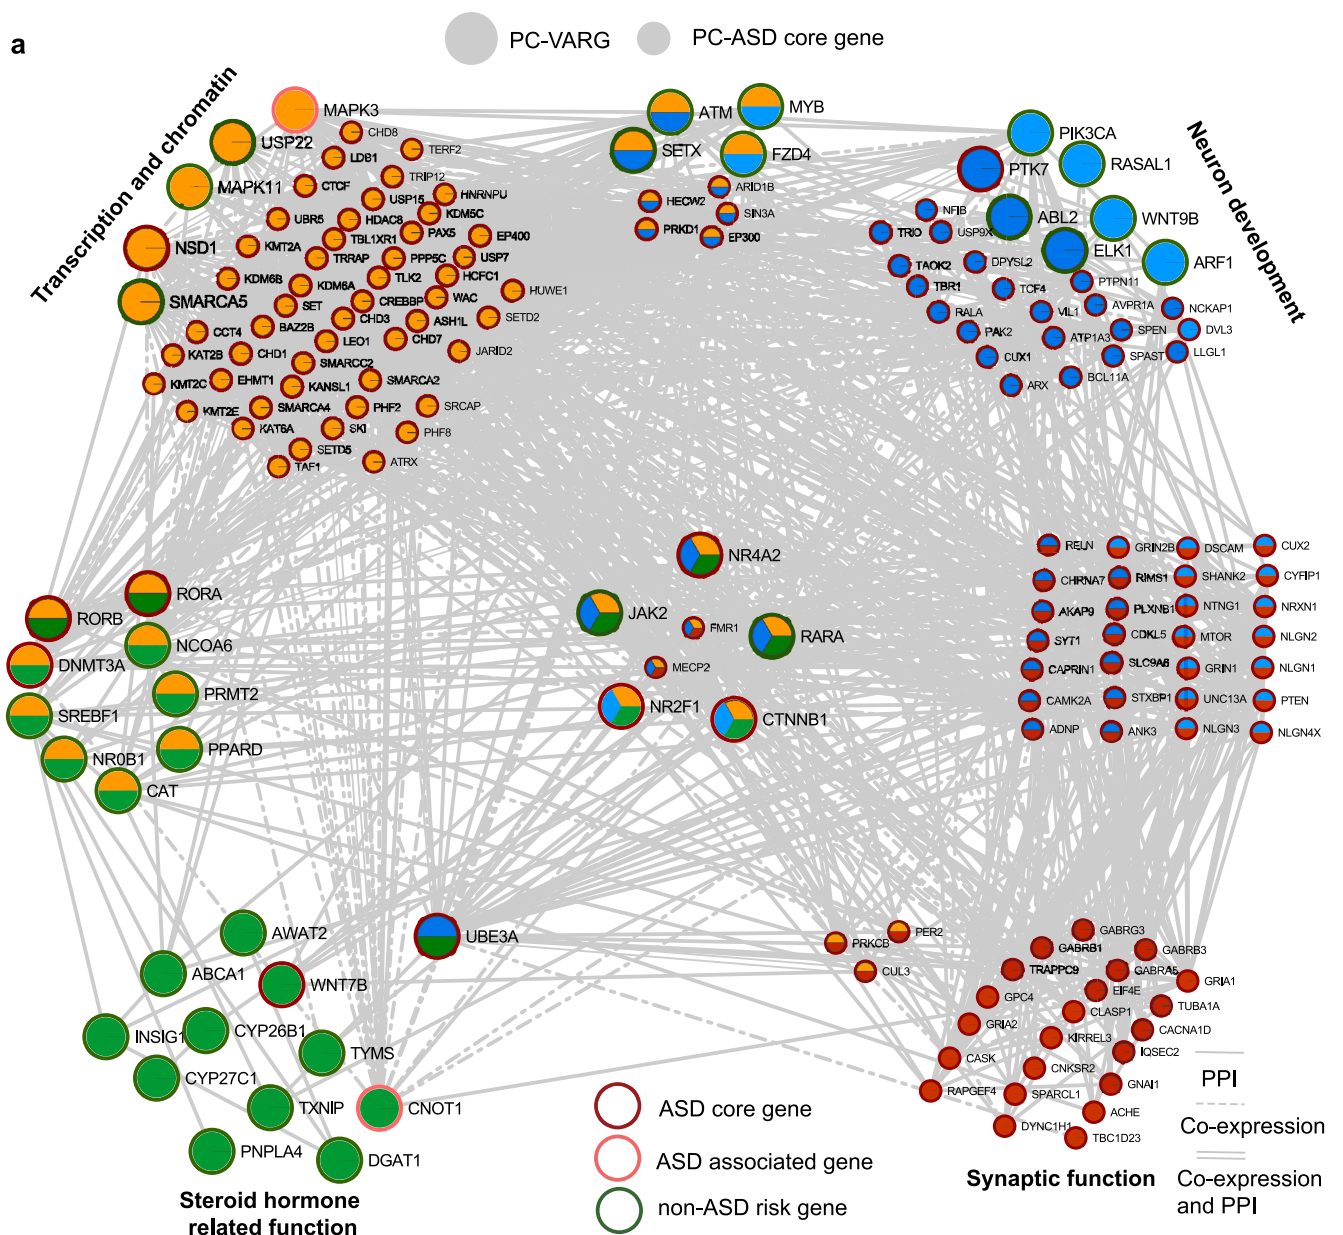 a
PC-VARG
PC-ASD core gene
Transcription and chromatin
Neuron development
MAPK3
USP22
MAPK11
NSD1
SMARCA5
CHD8
LDB1
TERF2
CTCF
TRIP12
USP15
HNRNPU
UBR5
HDAC8
KDM5C
KMT2A
TBL1XR1
PAX5
EP400
TRRAP
PPP5C
USP7
KDM6B
KDM6A
TLK2
HCFC1
SET
CREBBP
WAC
HUWE1
CCT4
BAZ2B
CHD3
ASH1L
SETD2
KAT2B
CHD1
LEO1
CHD7
JARID2
SMARCC2
KMT2C
EHMT1
KANSL1
SMARCA2
KMT2E
SMARCA4
PHF2
SRCAP
KAT6A
SKI
PHF8
SETD5
TAF1
ATRX
ATM
MYB
SETX
FZD4
ARID1B
HECW2
SIN3A
PRKD1
EP300
PIK3CA
RASAL1
PTK7
ABL2
WNT9B
ELK1
ARF1
NFIB
TRIO
USP9X
TAOK2
DPYSL2
TBR1
TCF4
PTPN11
RALA
VIL1
AVPR1A
NCKAP1
PAK2
ATP1A3
SPEN
DVL3
CUX1
SPAST
LLGL1
ARX
BCL11A
NR4A2
JAK2
FMR1
RARA
MECP2
NR2F1
CTNNB1
RORA
RORB
NCOA6
DNMT3A
PRMT2
SREBF1
NR0B1
PPARD
CAT
RELN
GRIN2B
DSCAM
CUX2
CHRNA7
RIMS1
SHANK2
CYFIP1
AKAP9
PLXNB1
NTNG1
NRXN1
SYT1
CDKL5
MTOR
NLGN2
CAPRIN1
SLC9A6
GRIN1
NLGN1
CAMK2A
STXBP1
UNC13A
PTEN
ADNP
ANK3
NLGN3
NLGN4X
AWAT2
UBE3A
ABCA1
WNT7B
INSIG1
CYP26B1
TYMS
CYP27C1
TXNIP
CNOT1
PNPLA4
DGAT1
Steroid hormone
related function
PRKCB
PER2
CUL3
GABRG3
GABRB1
GABRB3
TRAPPC9
GABRA5
GRIA1
GPC4
EIF4E
TUBA1A
GRIA2
CLASP1
CACNA1D
KIRREL3
IQSEC2
CASK
CNKSR2
GNAI1
RAPGEF4
SPARCL1
ACHE
DYNC1H1
TBC1D23
Synaptic function
ASD core gene
ASD associated gene
non-ASD risk gene
PPI
Co-expression
Co-expression
and PPI